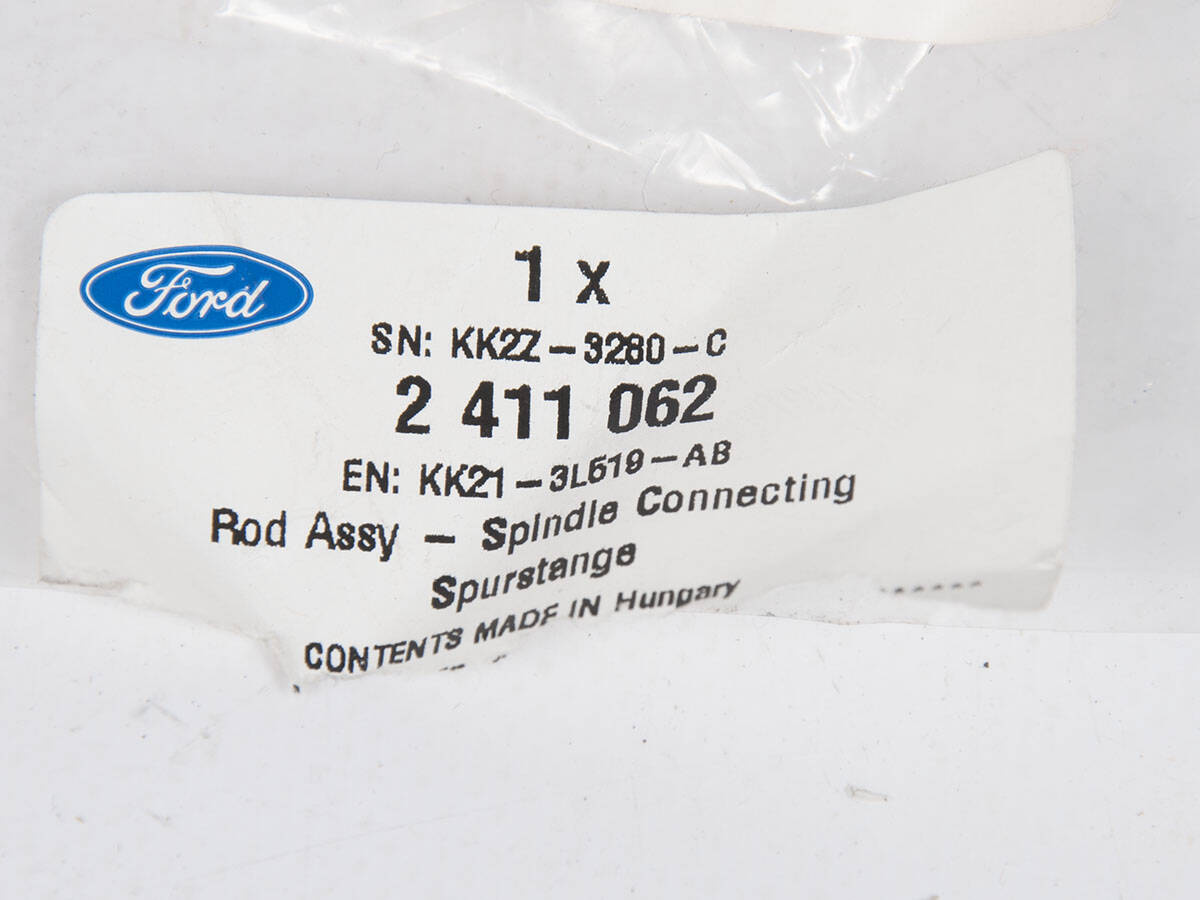 Ford
1 x
SN: KK2Z-3280-C
2 411 062
EN: KK21-3L519-AB
Rod Assy - Spindle Connecting
Spurstange
CONTENTS MADE IN Hungary